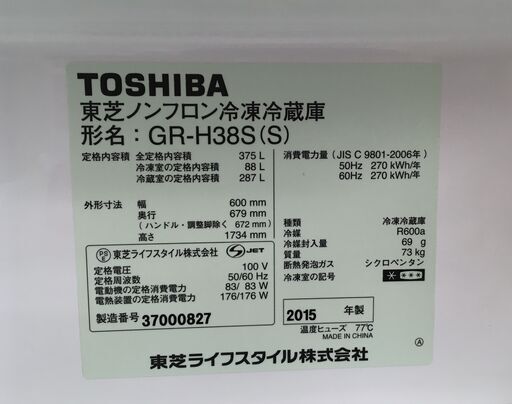 TOSHIBA
東芝ノンフロン冷凍冷蔵庫
形名：GR-H38S(S)
定格内容積 全定格内容積 375 L
冷凍室の定格内容積 88 L
冷蔵室の定格内容積 287 L
外形寸法 幅 600 mm
奥行 679 mm
(ハンドル・調整脚除く 672 mm)
高さ 1734 mm
PS
E
東芝ライフスタイル株式会社
S-JET
定格電圧 100 V
定格周波数 50/60 Hz
電動機の定格消費電力 83/ 83 W
電熱装置の定格消費電力 176/176 W
製造番号 37000827
消費電力量 (JIS C 9801-2006年)
50Hz 270 kWh/年
60Hz 270 kWh/年
種類 冷凍冷蔵庫
冷媒 R600a
冷媒封入量 69 g
質量 73 kg
断熱発泡ガス シクロペンタン
冷凍室の記号
2015 年製
温度ヒューズ 77℃
MADE IN CHINA
Ⓐ
東芝ライフスタイル株式会社